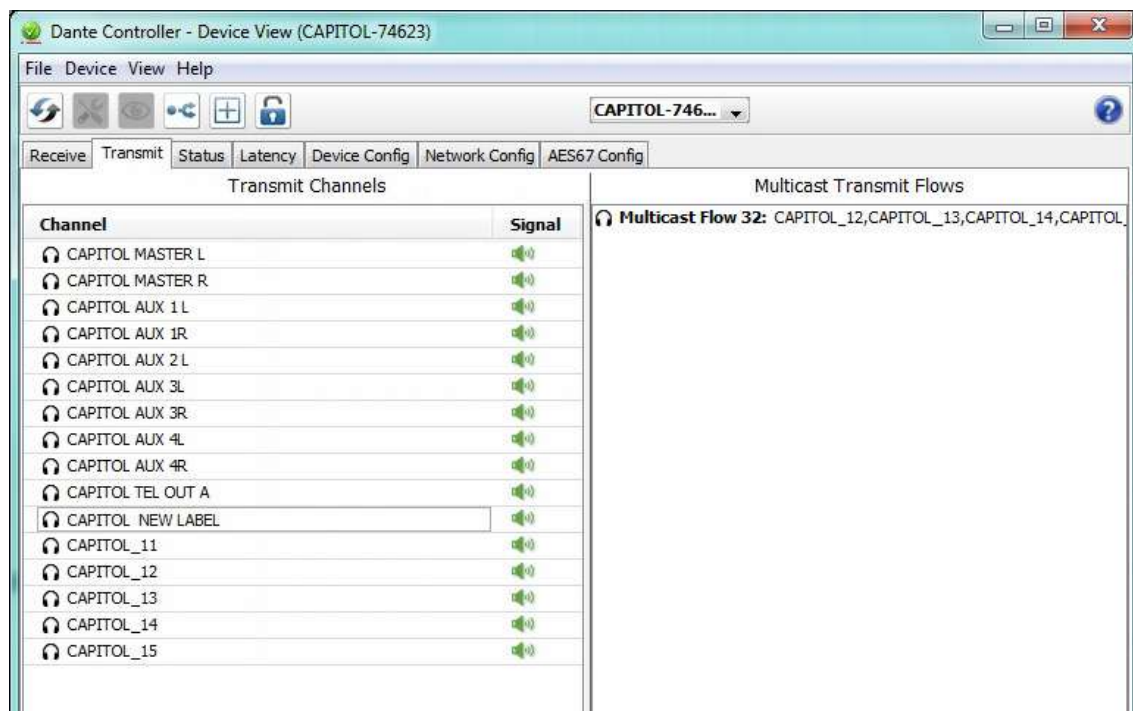 Dante Controller - Device View (CAPITOL-74623)
File Device View Help
CAPITOL-746...
Receive Transmit Status Latency Device Config Network Config AES67 Config
Transmit Channels
Multicast Transmit Flows
Channel Signal
Multicast Flow 32: CAPITOL_12,CAPITOL_13,CAPITOL_14,CAPITOL_
CAPITOL MASTER L
CAPITOL MASTER R
CAPITOL AUX 1 L
CAPITOL AUX 1R
CAPITOL AUX 2 L
CAPITOL AUX 3L
CAPITOL AUX 3R
CAPITOL AUX 4L
CAPITOL AUX 4R
CAPITOL TEL OUT A
CAPITOL  NEW LABEL
CAPITOL_11
CAPITOL_12
CAPITOL_13
CAPITOL_14
CAPITOL_15